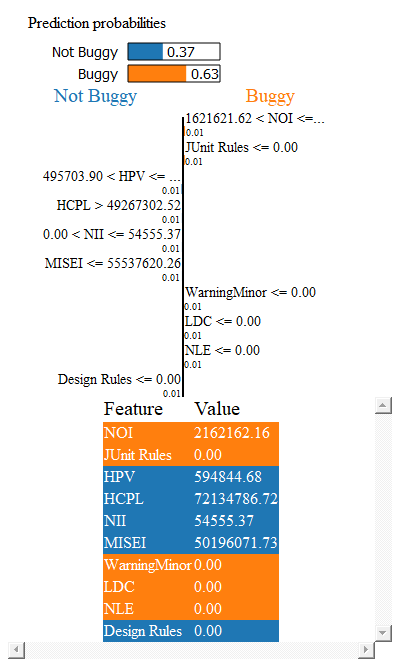 Prediction probabilities
Not Buggy 0.37
Buggy 0.63
Not Buggy Buggy
1621621.62 < NOI <=...
0.01
JUnit Rules <= 0.00
0.01
495703.90 < HPV <= ...
0.01
HCPL > 49267302.52
0.01
0.00 < NII <= 54555.37
0.01
MISEI <= 55537620.26
0.01
WarningMinor <= 0.00
0.01
LDC <= 0.00
0.01
NLE <= 0.00
0.01
Design Rules <= 0.00
0.01
Feature Value
NOI 2162162.16
JUnit Rules 0.00
HPV 594844.68
HCPL 72134786.72
NII 54555.37
MISEI 50196071.73
WarningMinor 0.00
LDC 0.00
NLE 0.00
Design Rules 0.00